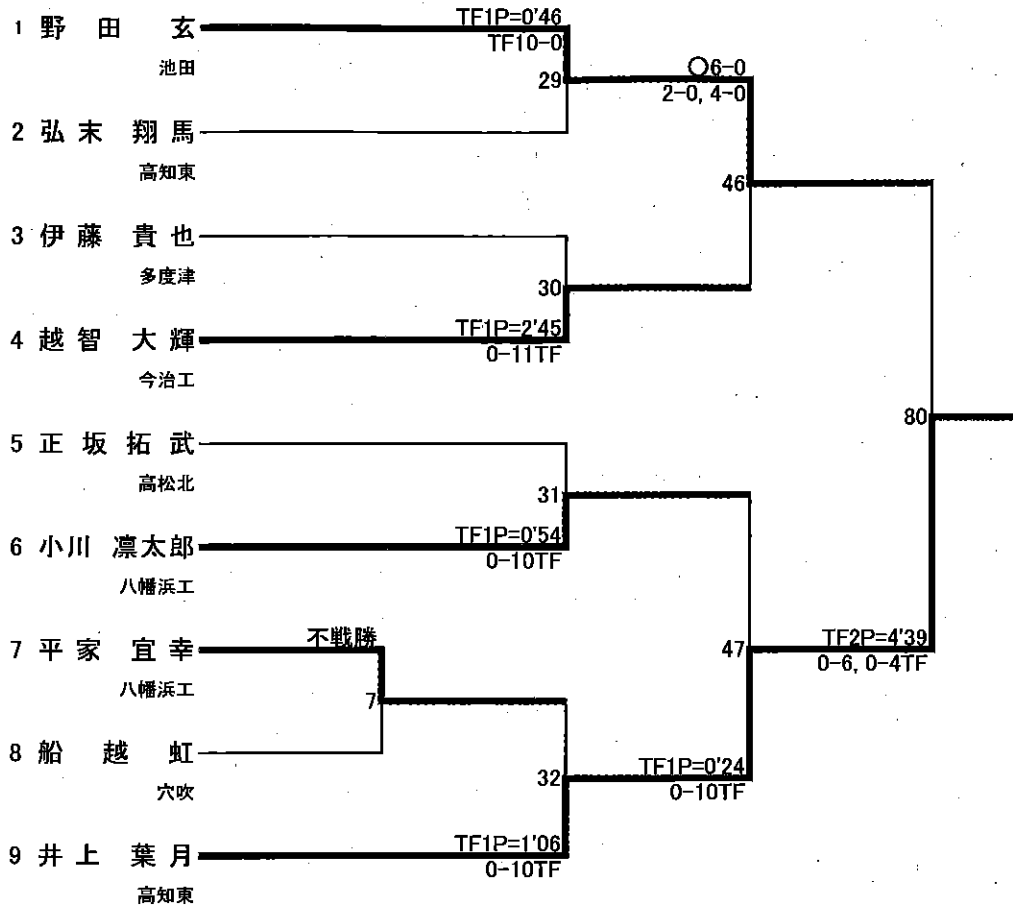 1 野田 玄
池田
TF1P=0'46
TF10-0
29
○6-0
2-0, 4-0
2 弘末 翔馬
高知東
46
3 伊藤 貴也
多度津
30
4 越智 大輝
今治工
TF1P=2'45
0-11TF
80
5 正坂 拓武
高松北
31
6 小川 凛太郎
八幡浜工
TF1P=0'54
0-10TF
7 平家 宜幸
八幡浜工
不戦勝
7
47
TF2P=4'39
0-6, 0-4TF
8 船越 虹
穴吹
32
TF1P=0'24
0-10TF
9 井上 葉月
高知東
TF1P=1'06
0-10TF